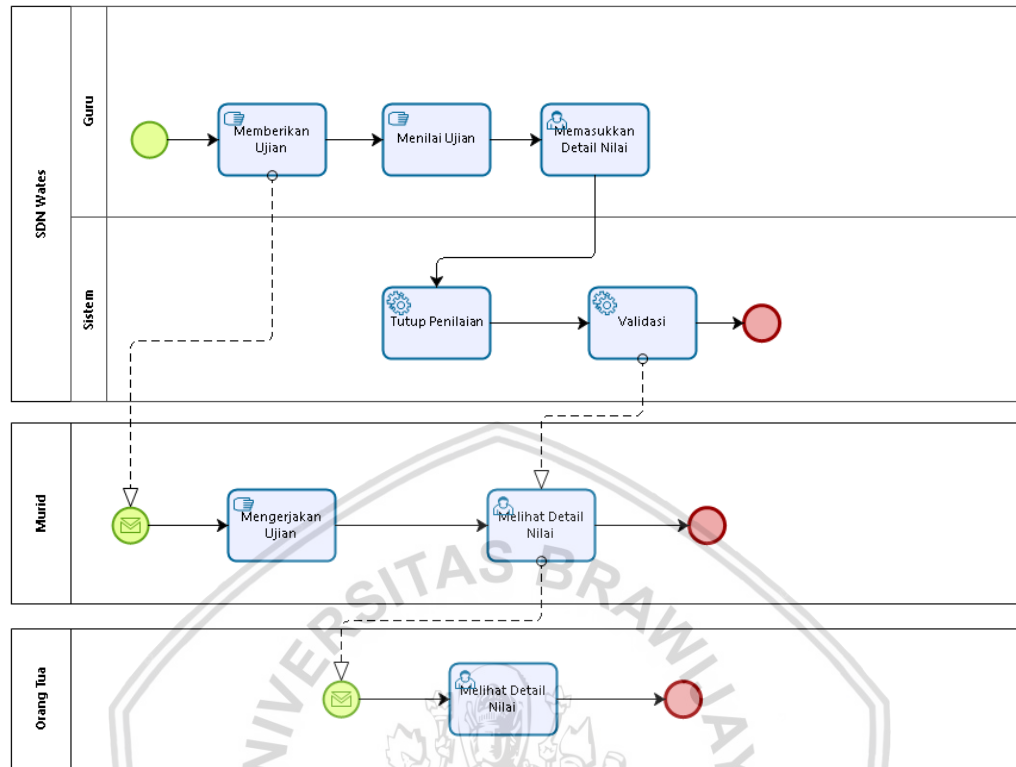 SDN Wates
Guru
Memberikan
Ujian
Menilai Ujian
Memasukkan
Detail Nilai
Sistem
Tutup Penilaian
Validasi
Murid
Mengerjakan
Ujian
Melihat Detail
Nilai
Orang Tua
Melihat Detail
Nilai
UNIVERSITAS BRAWIJAYA